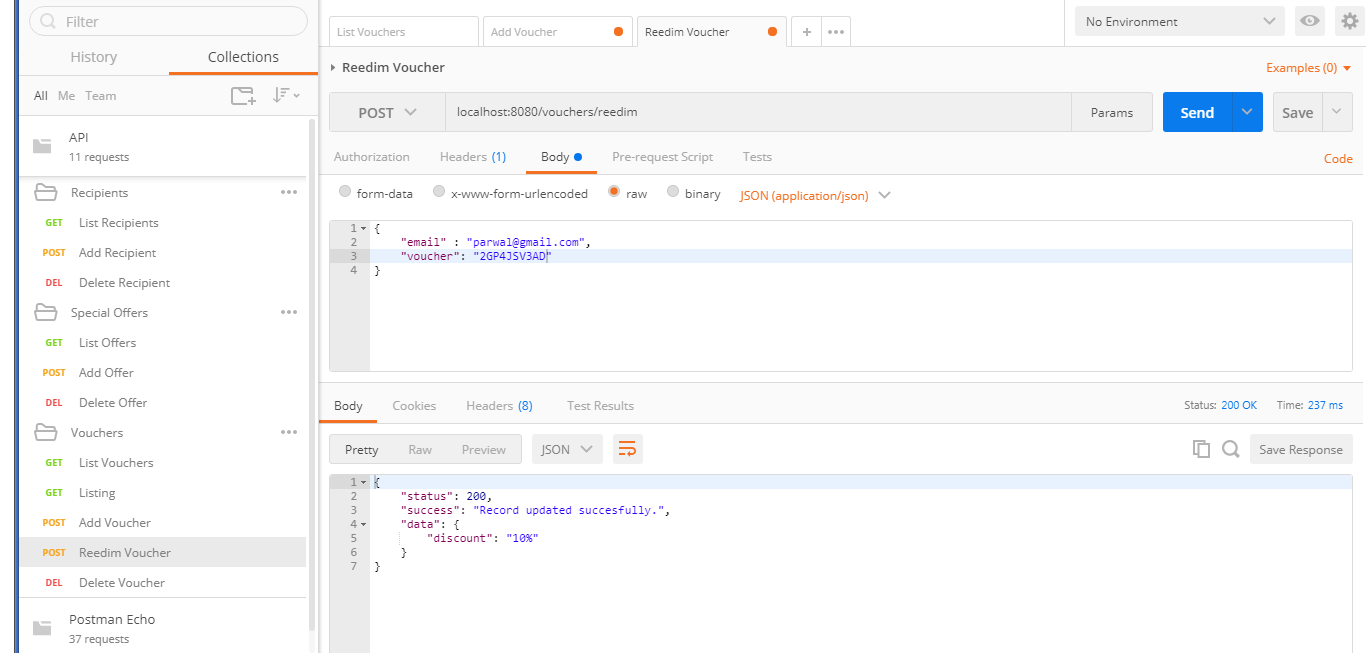 Filter
History Collections
All Me Team
API
11 requests
Recipients
GET List Recipients
POST Add Recipient
DEL Delete Recipient
Special Offers
GET List Offers
POST Add Offer
DEL Delete Offer
Vouchers
GET List Vouchers
GET Listing
POST Add Voucher
POST Reedim Voucher
DEL Delete Voucher
Postman Echo
37 requests
List Vouchers Add Voucher Reedim Voucher + ••• No Environment
Reedim Voucher Examples (0)
POST localhost:8080/vouchers/reedim Params Send Save
Authorization Headers (1) Body Pre-request Script Tests Code
form-data x-www-form-urlencoded raw binary JSON (application/json)
1 {
2 "email" : "parwal@gmail.com",
3 "voucher": "2GP4JSV3AD"
4 }
Body Cookies Headers (8) Test Results Status: 200 OK Time: 237 ms
Pretty Raw Preview JSON Save Response
1 {
2 "status": 200,
3 "success": "Record updated succesfully.",
4 "data": {
5 "discount": "10%"
6 }
7 }